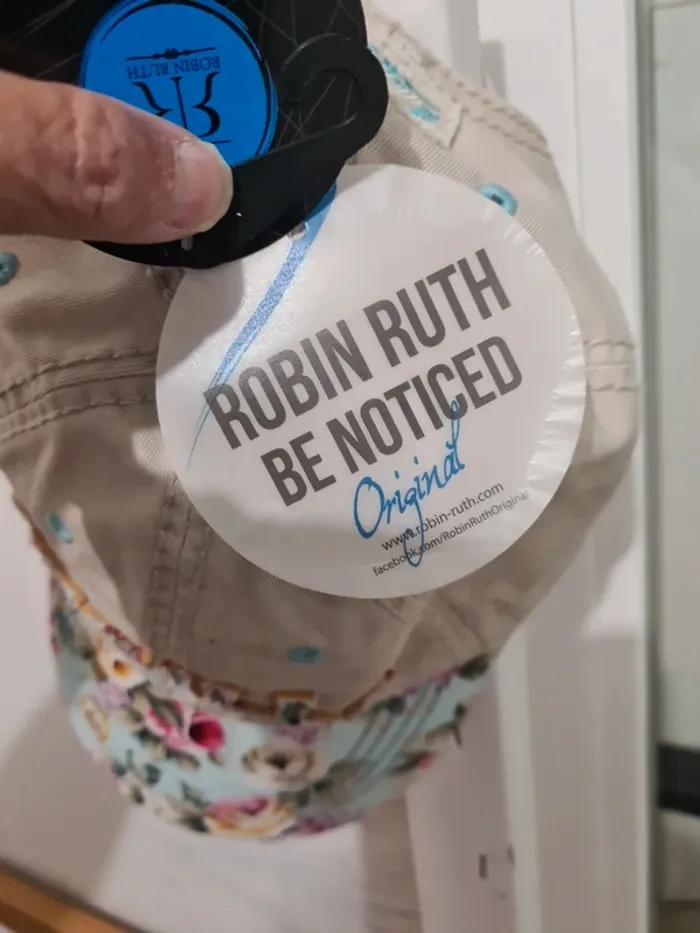 ROBIN RUTH
ROBIN RUTH
BE NOTICED
Original
www.robin-ruth.com
facebook.com/RobinRuthOriginal